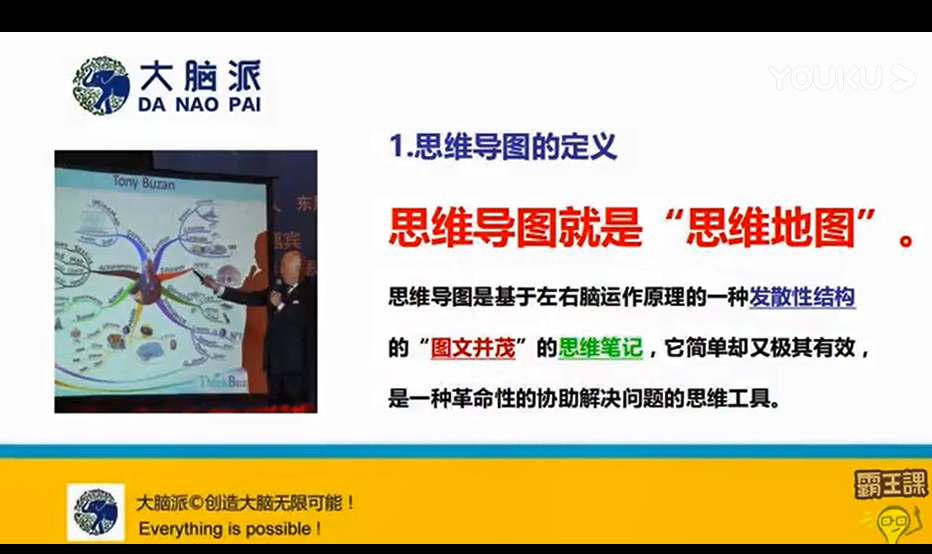 大脑派
DA NAO PAI
YOUKU
1.思维导图的定义
Tony Buzan
思维导图就是“思维地图”。
思维导图是基于左右脑运作原理的一种发散性结构
的“图文并茂”的思维笔记，它简单却又极其有效，
是一种革命性的协助解决问题的思维工具。
大脑派©创造大脑无限可能！
Everything is possible！
霸王課